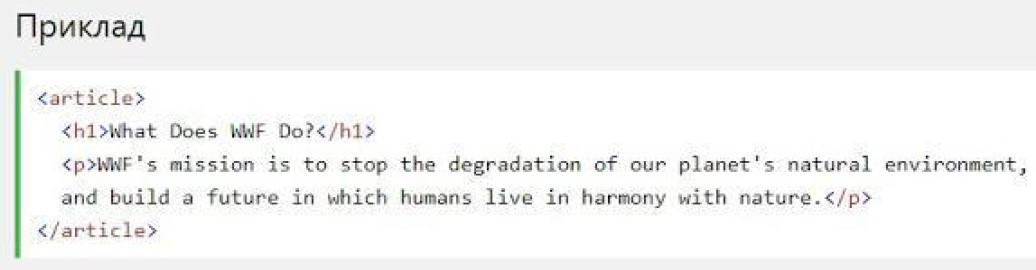 Приклад
<article>
<h1>What Does WWF Do?</h1>
<p>WWF's mission is to stop the degradation of our planet's natural environment,
and build a future in which humans live in harmony with nature.</p>
</article>